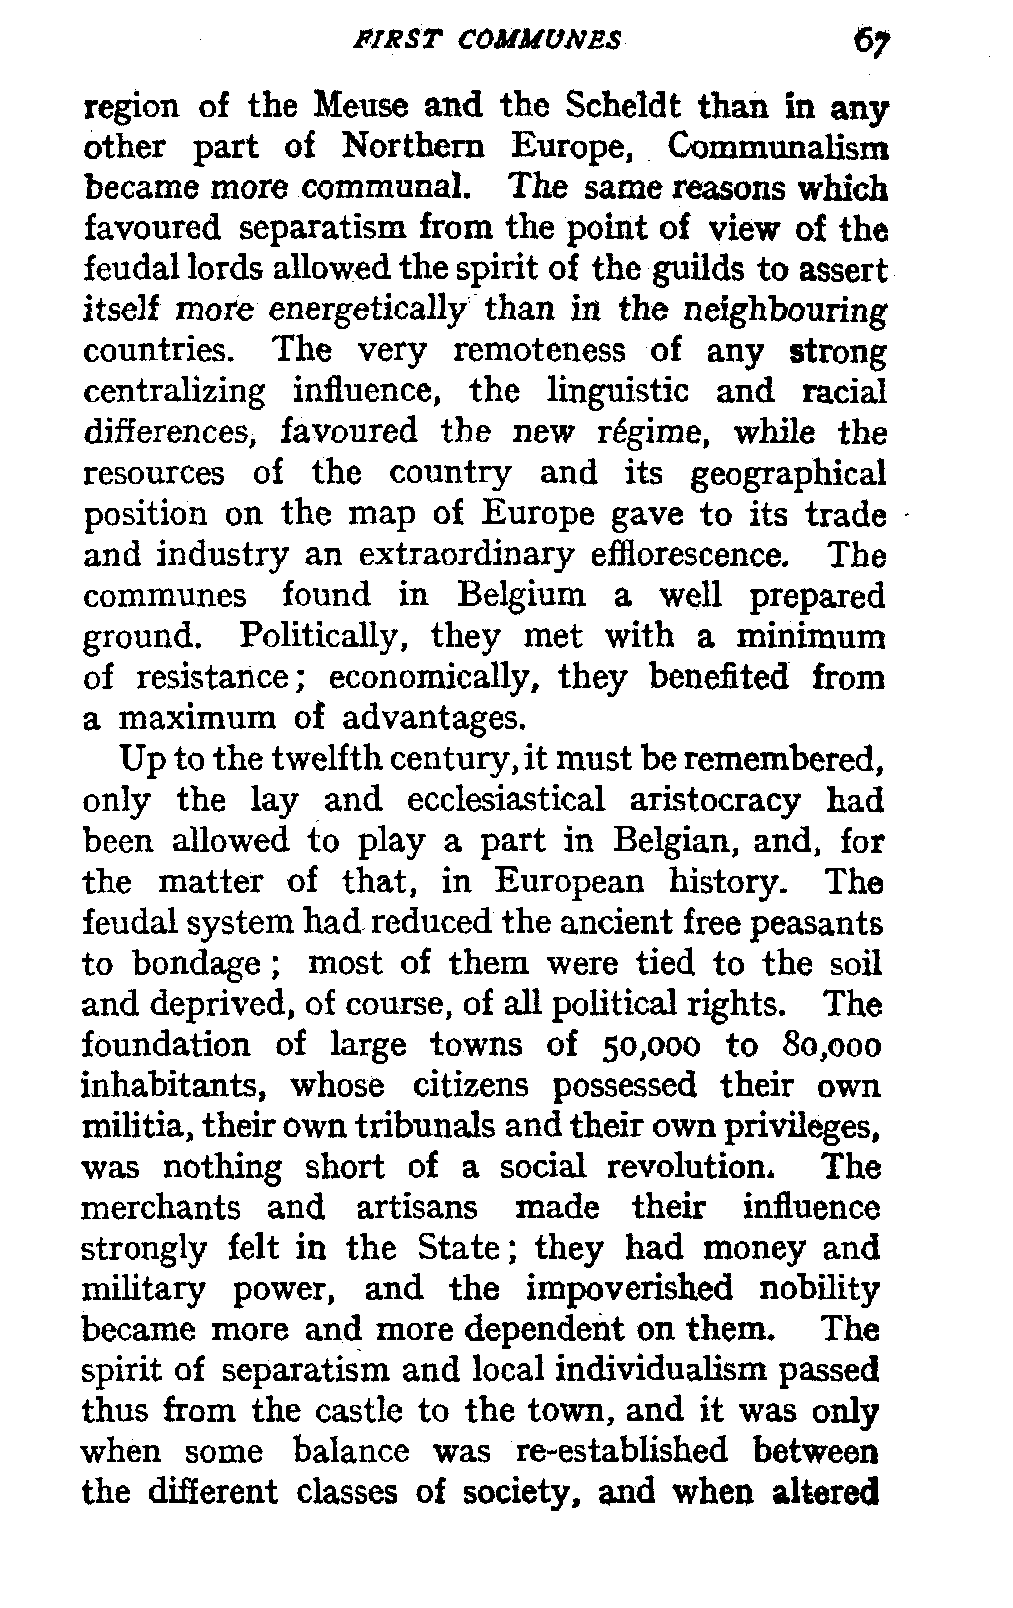 FIRST COMMUNES 67
region of the Meuse and the Scheldt than in any
other part of Northern Europe, Communalism
became more communal. The same reasons which
favoured separatism from the point of view of the
feudal lords allowed the spirit of the guilds to assert
itself more energetically than in the neighbouring
countries. The very remoteness of any strong
centralizing influence, the linguistic and racial
differences, favoured the new régime, while the
resources of the country and its geographical
position on the map of Europe gave to its trade
and industry an extraordinary efflorescence. The
communes found in Belgium a well prepared
ground. Politically, they met with a minimum
of resistance; economically, they benefited from
a maximum of advantages.
Up to the twelfth century, it must be remembered,
only the lay and ecclesiastical aristocracy had
been allowed to play a part in Belgian, and, for
the matter of that, in European history. The
feudal system had reduced the ancient free peasants
to bondage; most of them were tied to the soil
and deprived, of course, of all political rights. The
foundation of large towns of 50,000 to 80,000
inhabitants, whose citizens possessed their own
militia, their own tribunals and their own privileges,
was nothing short of a social revolution. The
merchants and artisans made their influence
strongly felt in the State; they had money and
military power, and the impoverished nobility
became more and more dependent on them. The
spirit of separatism and local individualism passed
thus from the castle to the town, and it was only
when some balance was re-established between
the different classes of society, and when altered